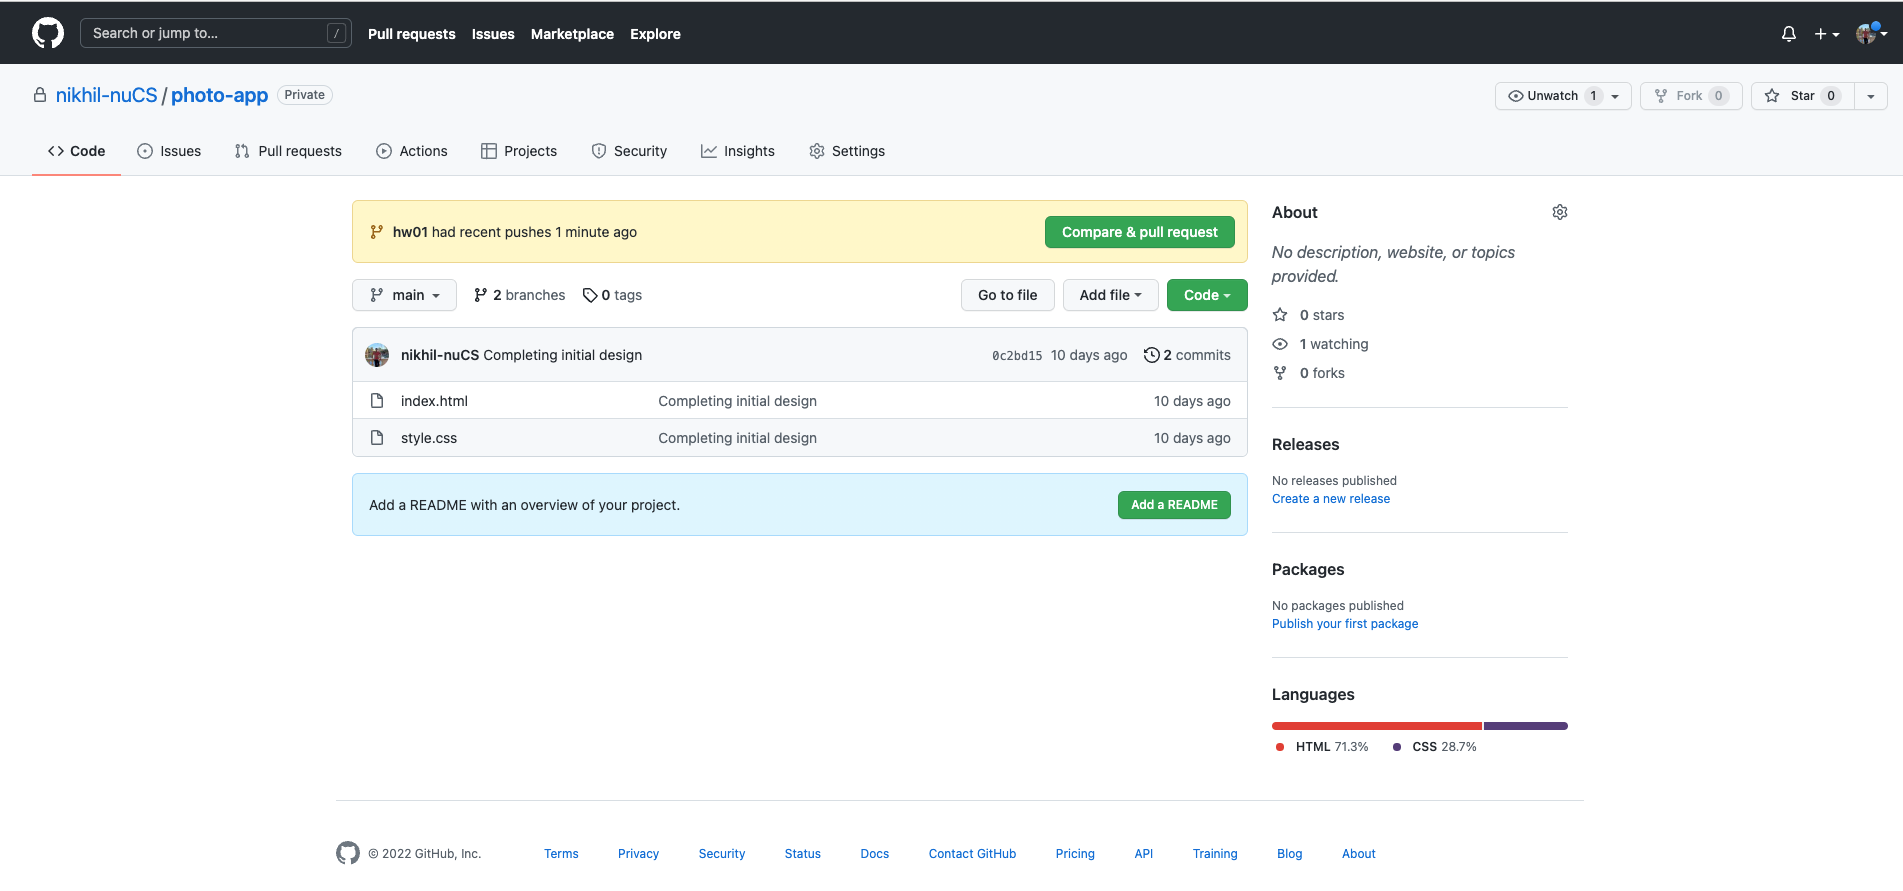 Search or jump to... / Pull requests Issues Marketplace Explore
nikhil-nuCS / photo-app Private Unwatch 1 Fork 0 Star 0
Code Issues Pull requests Actions Projects Security Insights Settings
hw01 had recent pushes 1 minute ago Compare & pull request
main 2 branches 0 tags Go to file Add file Code
nikhil-nuCS Completing initial design 0c2bd15 10 days ago 2 commits
index.html Completing initial design 10 days ago
style.css Completing initial design 10 days ago
Add a README with an overview of your project. Add a README
About
No description, website, or topics
provided.
0 stars
1 watching
0 forks
Releases
No releases published
Create a new release
Packages
No packages published
Publish your first package
Languages
HTML 71.3% CSS 28.7%
© 2022 GitHub, Inc. Terms Privacy Security Status Docs Contact GitHub Pricing API Training Blog About